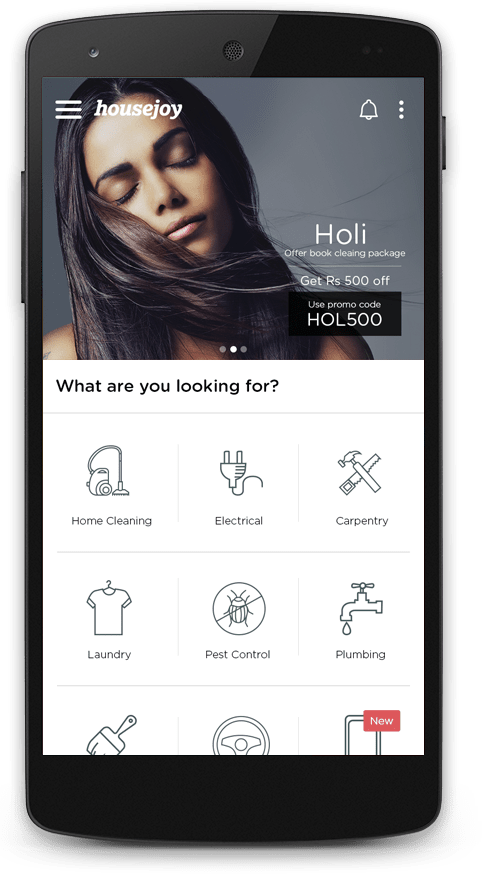 housejoy
Holi
Offer book cleaing package
Get Rs 500 off
Use promo code
HOL500
What are you looking for?
Home Cleaning
Electrical
Carpentry
Laundry
Pest Control
Plumbing
New